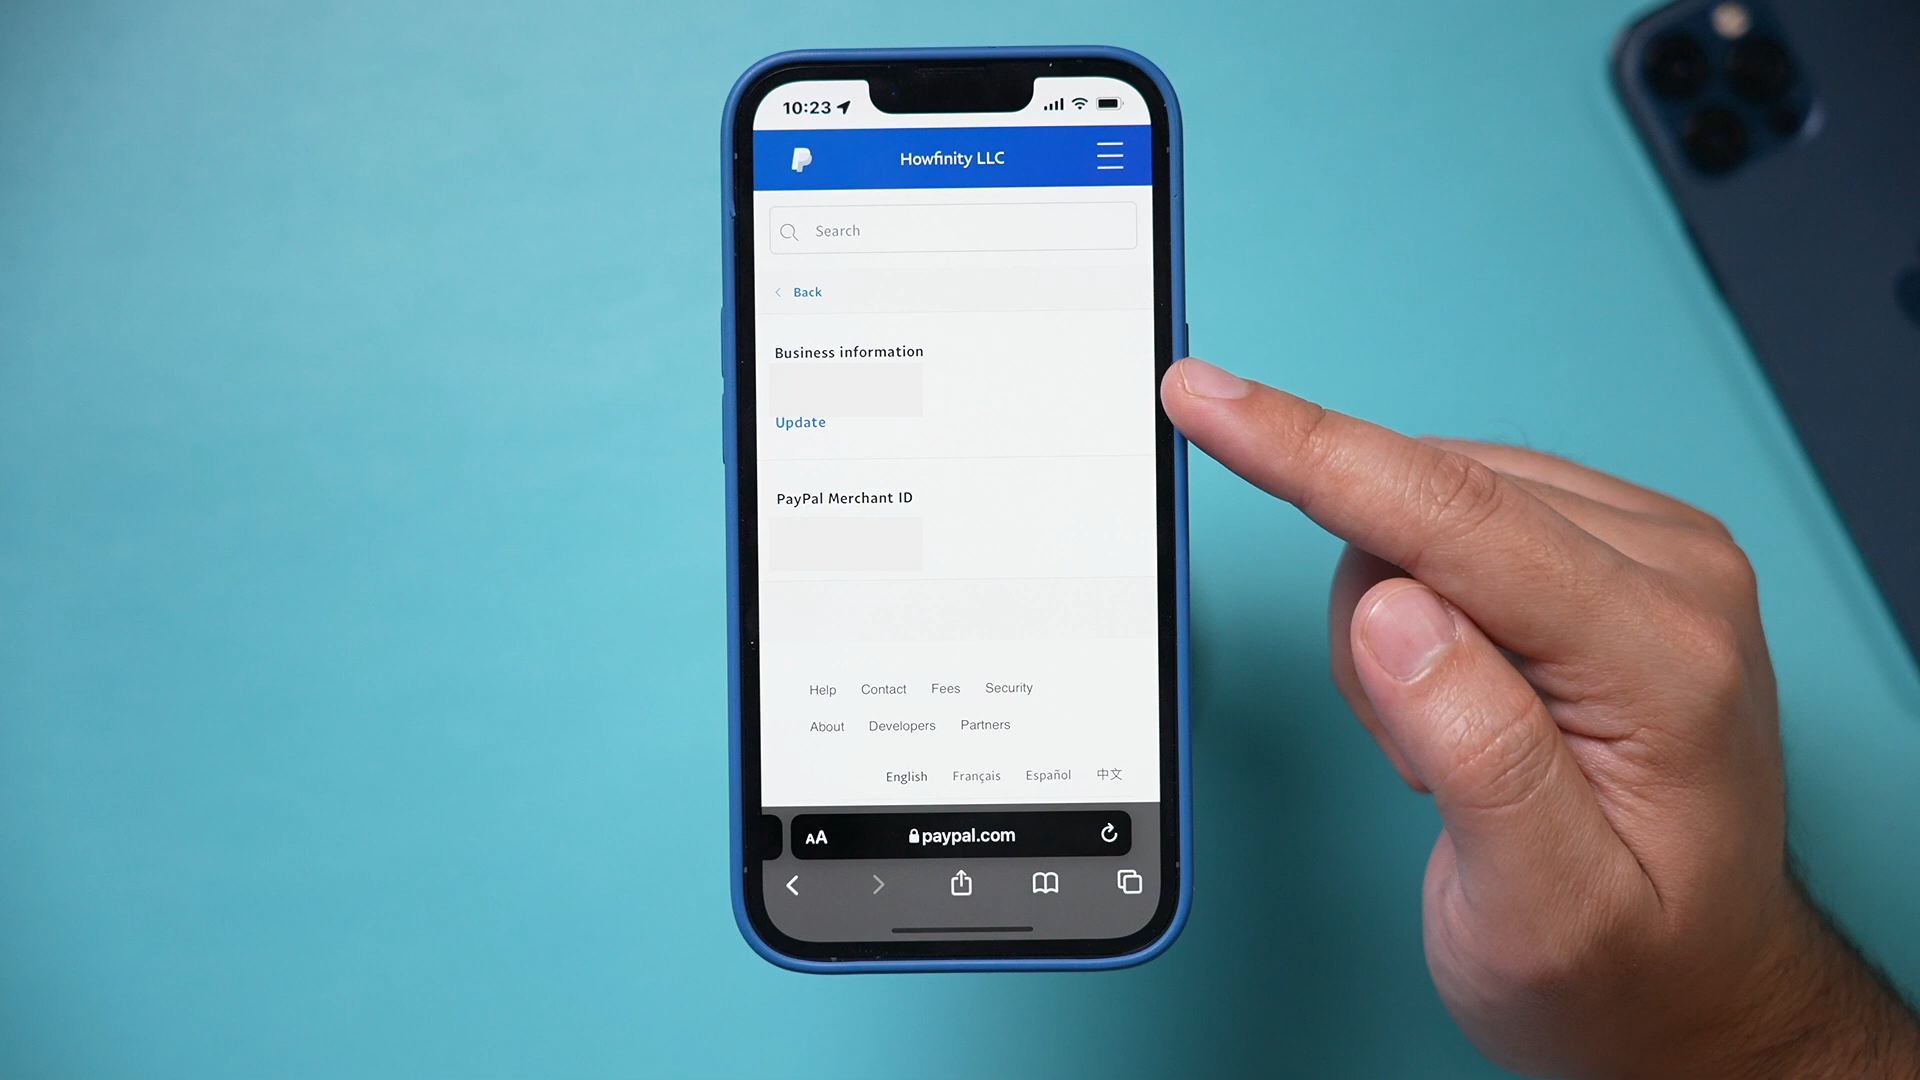 10:23
Howfinity LLC
Search
Back
Business information
Update
PayPal Merchant ID
Help Contact Fees Security
About Developers Partners
English Français Español 中文
AA paypal.com